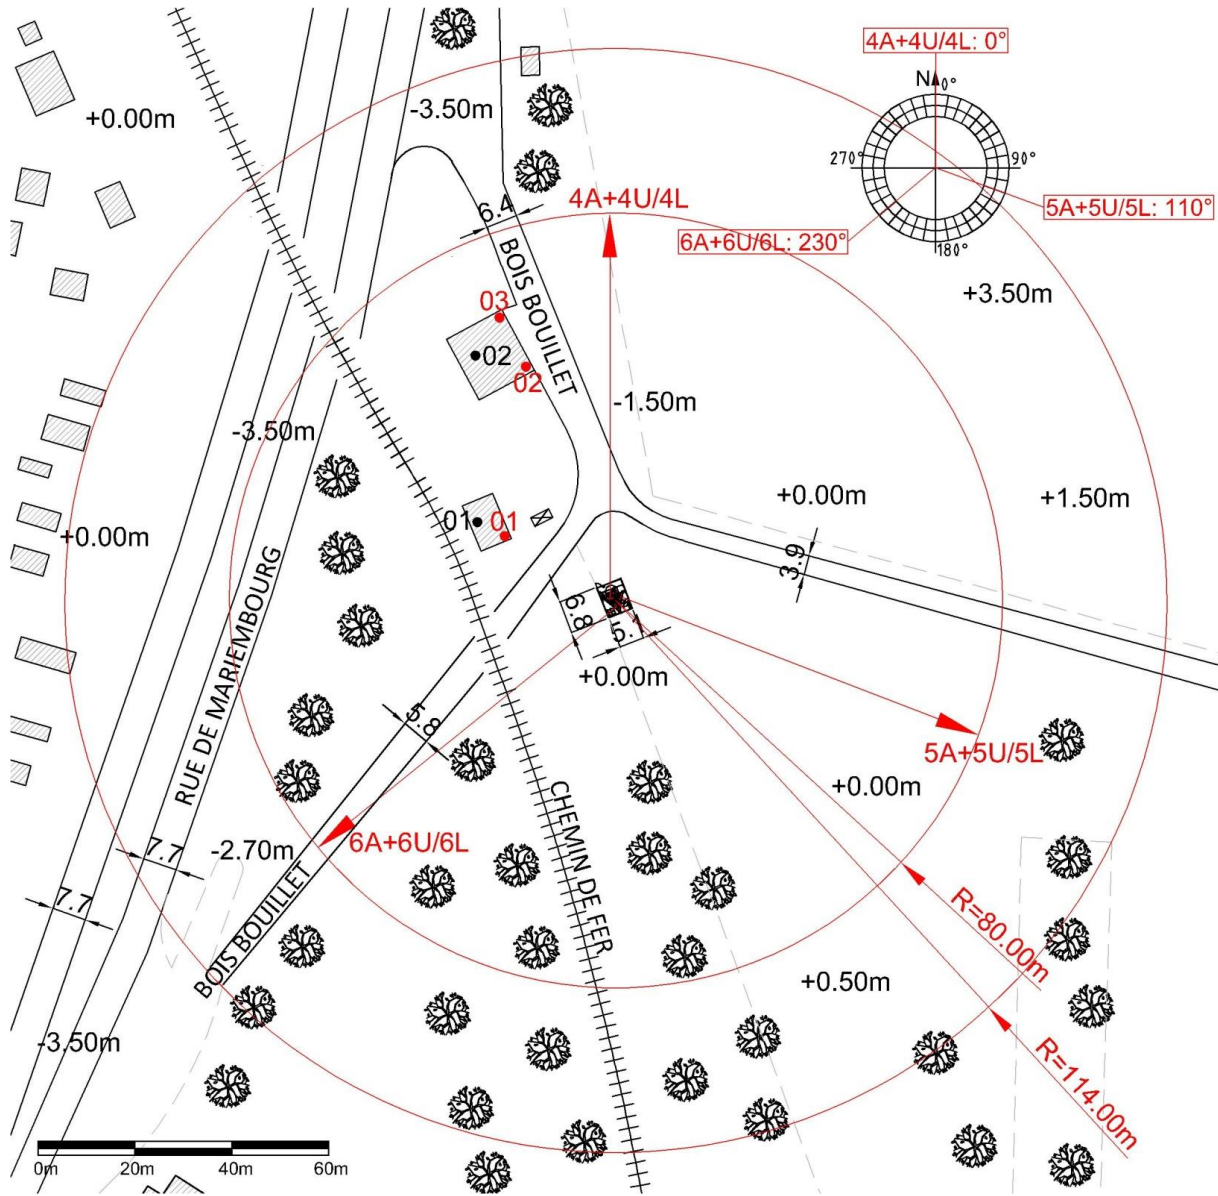 4A+4U/4L: 0°
N 0°
270°
90°
180°
5A+5U/5L: 110°
6A+6U/6L: 230°
+0.00m
-3.50m
6.4
4A+4U/4L
+3.50m
BOIS BOUILLET
03
02
02
-1.50m
-3.50m
+0.00m
+1.50m
+0.00m
01
01
3.9
6.8
+0.00m
RUE DE MARIEMBOURG
5.8
5A+5U/5L
+0.00m
CHEMIN DE FER
6A+6U/6L
-2.70m
7.7
7.7
BOIS BOUILLET
R=80.00m
+0.50m
-3.50m
R=114.00m
0m 20m 40m 60m